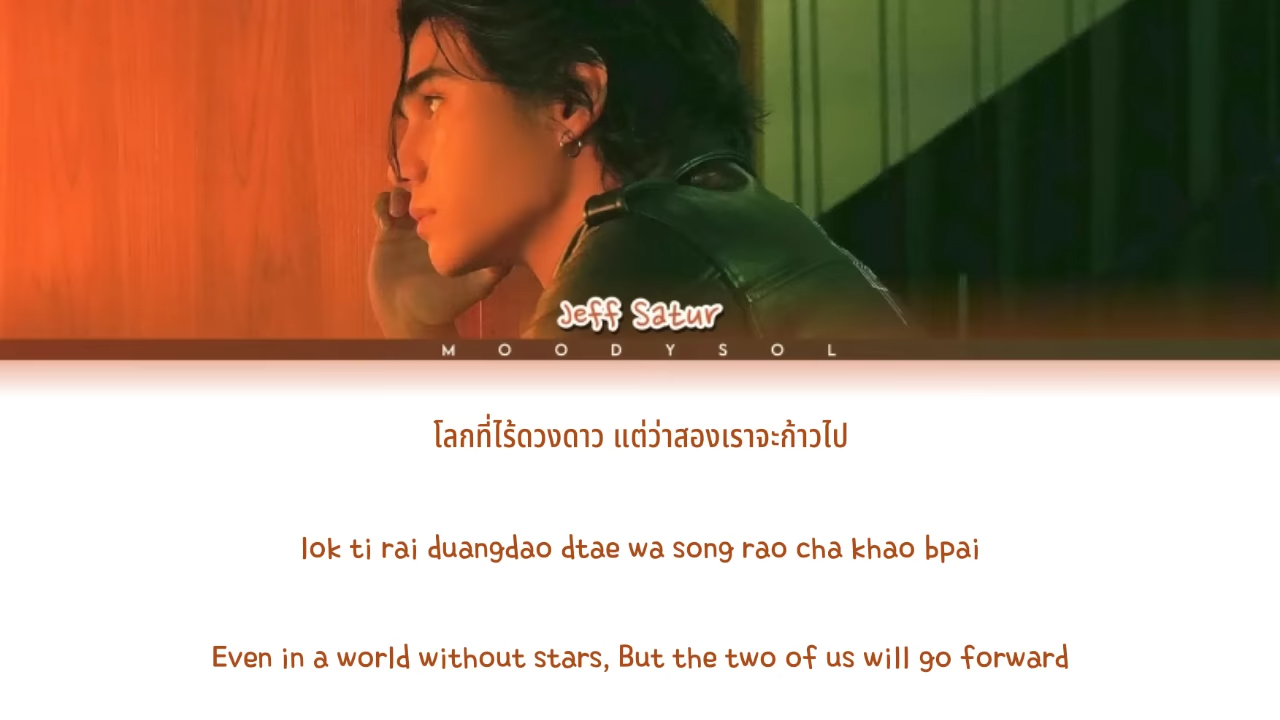 Jeff Satur
MOODYSOL
โลกที่ไร้ดวงดาว แต่ว่าสองเราจะก้าวไป
lok ti rai duangdao dtae wa song rao cha khao bpai
Even in a world without stars, But the two of us will go forward